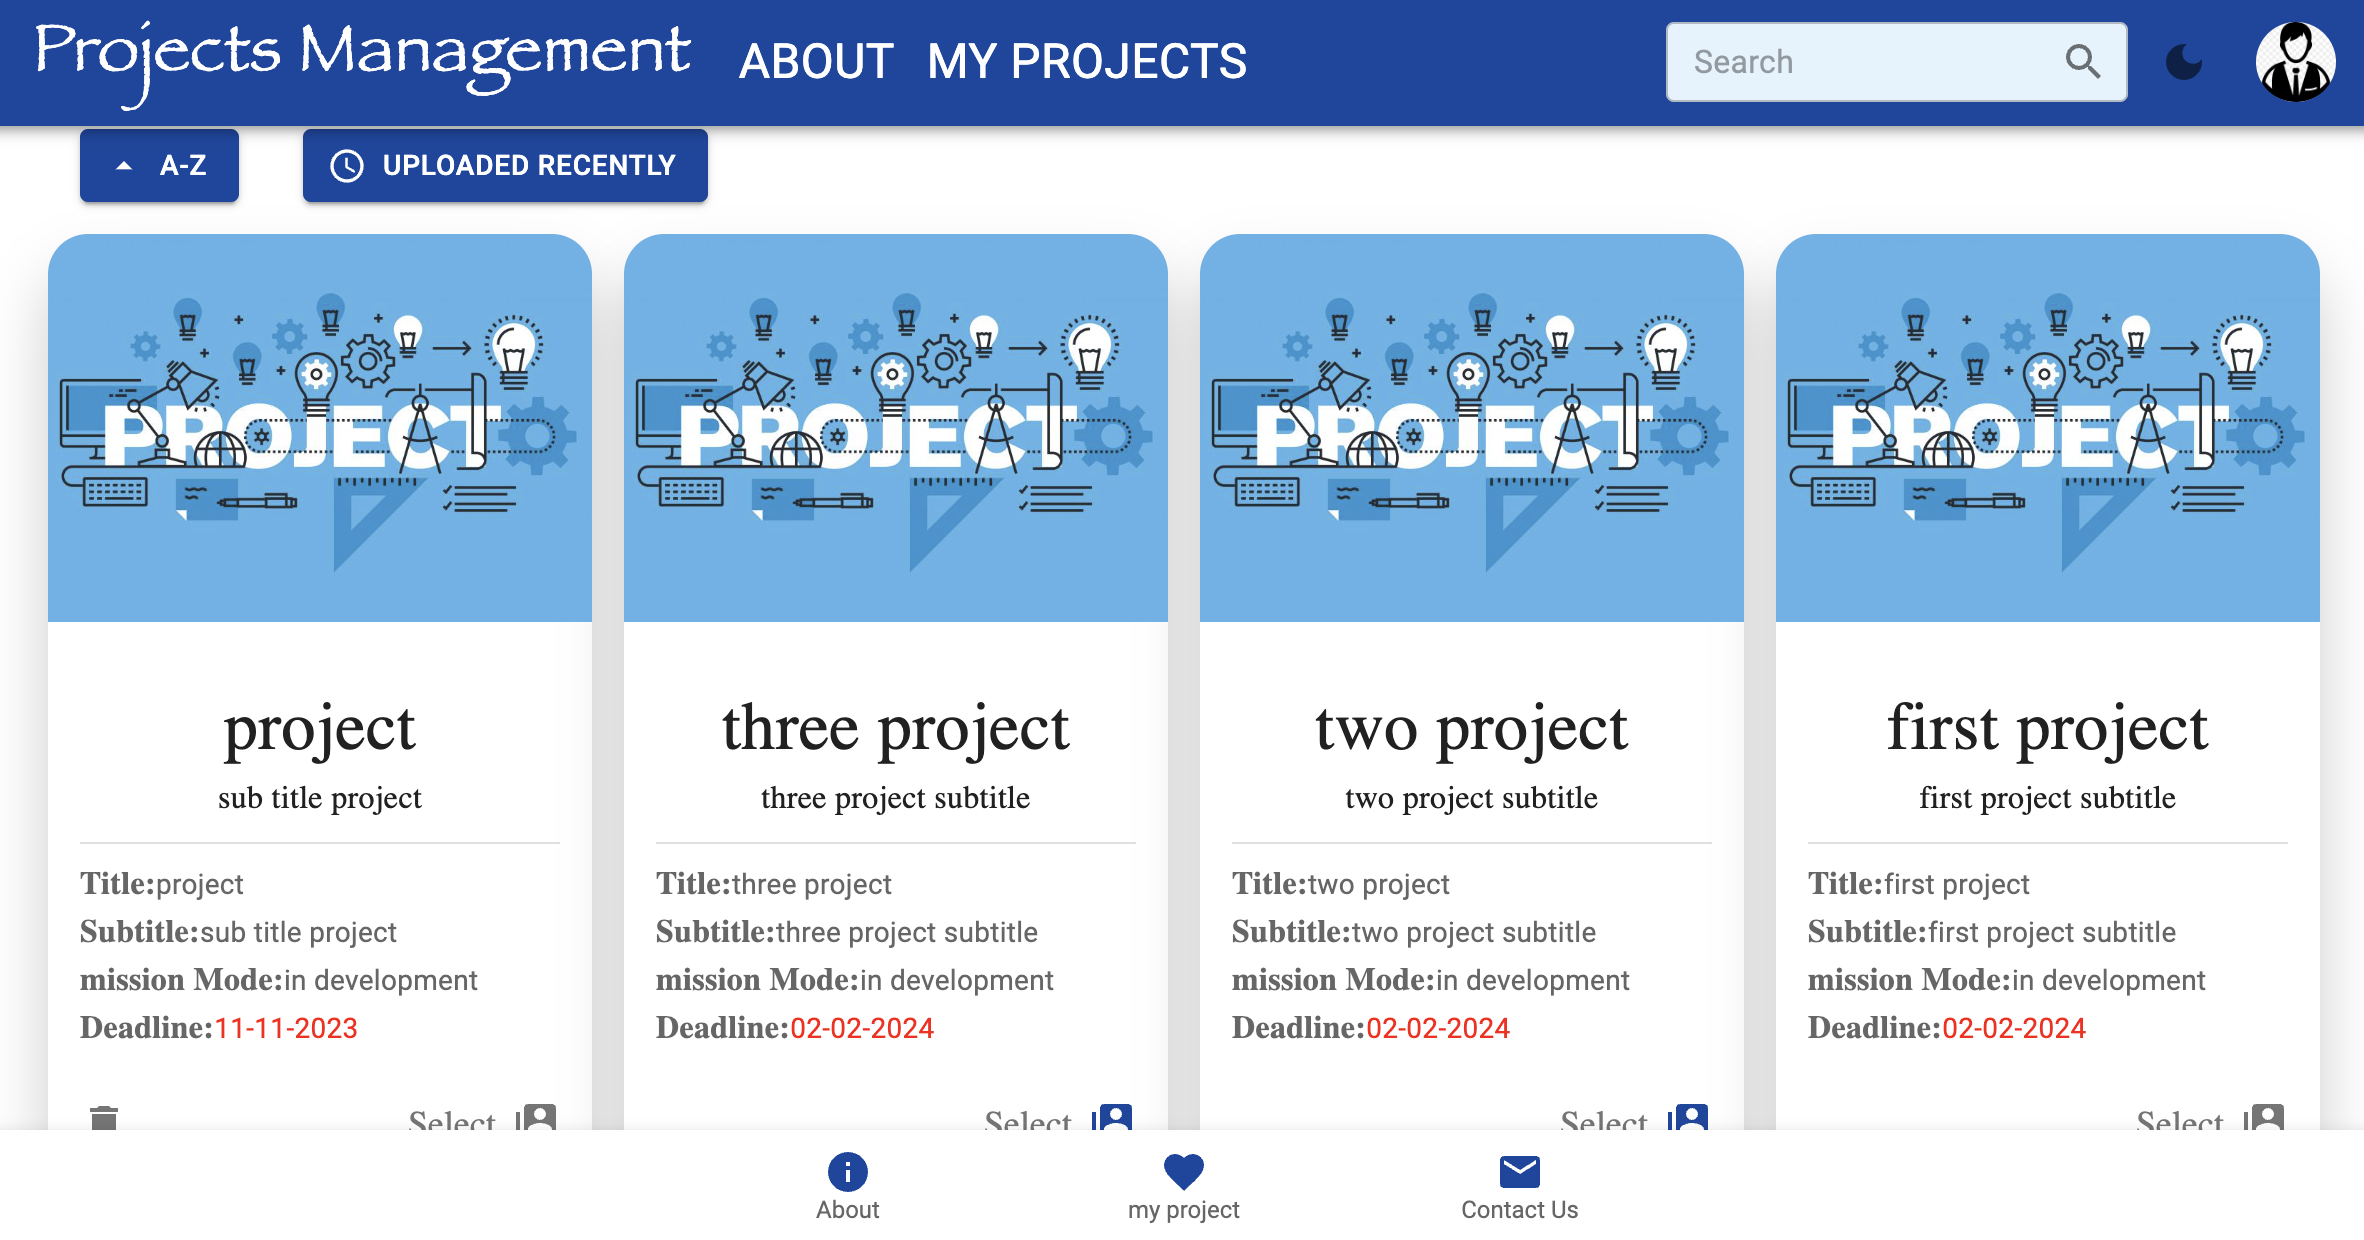 Projects Management ABOUT MY PROJECTS Search
A-Z UPLOADED RECENTLY
PROJECT
project
sub title project
Title:project
Subtitle:sub title project
mission Mode:in development
Deadline:11-11-2023
Select
PROJECT
three project
three project subtitle
Title:three project
Subtitle:three project subtitle
mission Mode:in development
Deadline:02-02-2024
Select
PROJECT
two project
two project subtitle
Title:two project
Subtitle:two project subtitle
mission Mode:in development
Deadline:02-02-2024
Select
PROJECT
first project
first project subtitle
Title:first project
Subtitle:first project subtitle
mission Mode:in development
Deadline:02-02-2024
Select
About my project Contact Us